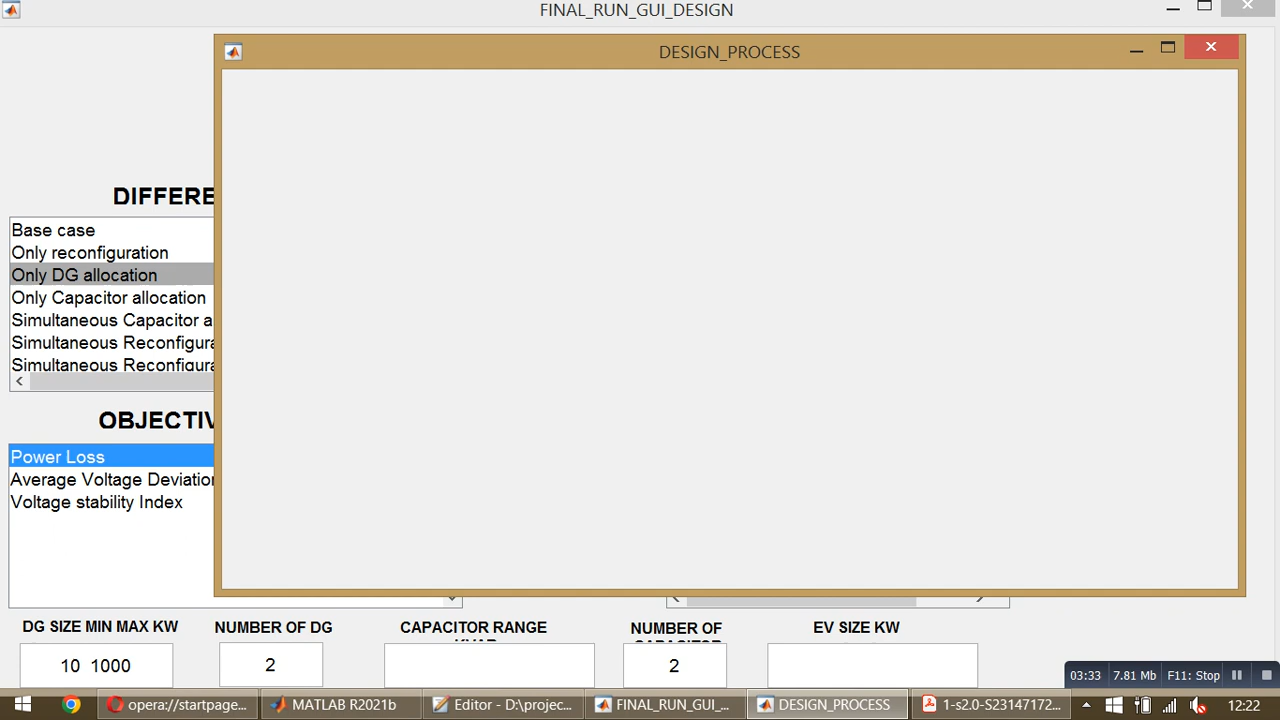 FINAL_RUN_GUI_DESIGN
DESIGN_PROCESS
DIFFERE
Base case
Only reconfiguration
Only DG allocation
Only Capacitor allocation
Simultaneous Capacitor a
Simultaneous Reconfigura
Simultaneous Reconfigura
OBJECTIV
Power Loss
Average Voltage Deviation
Voltage stability Index
DG SIZE MIN MAX KW
NUMBER OF DG
CAPACITOR RANGE
KVAR
NUMBER OF
CAPACITOR
EV SIZE KW
10 1000
2
2
03:33 7.81 MB F11: Stop
opera://startpage...
MATLAB R2021b
Editor - D:\projec...
FINAL_RUN_GUI_...
DESIGN_PROCESS
1-s2.0-S23147172...
12:22